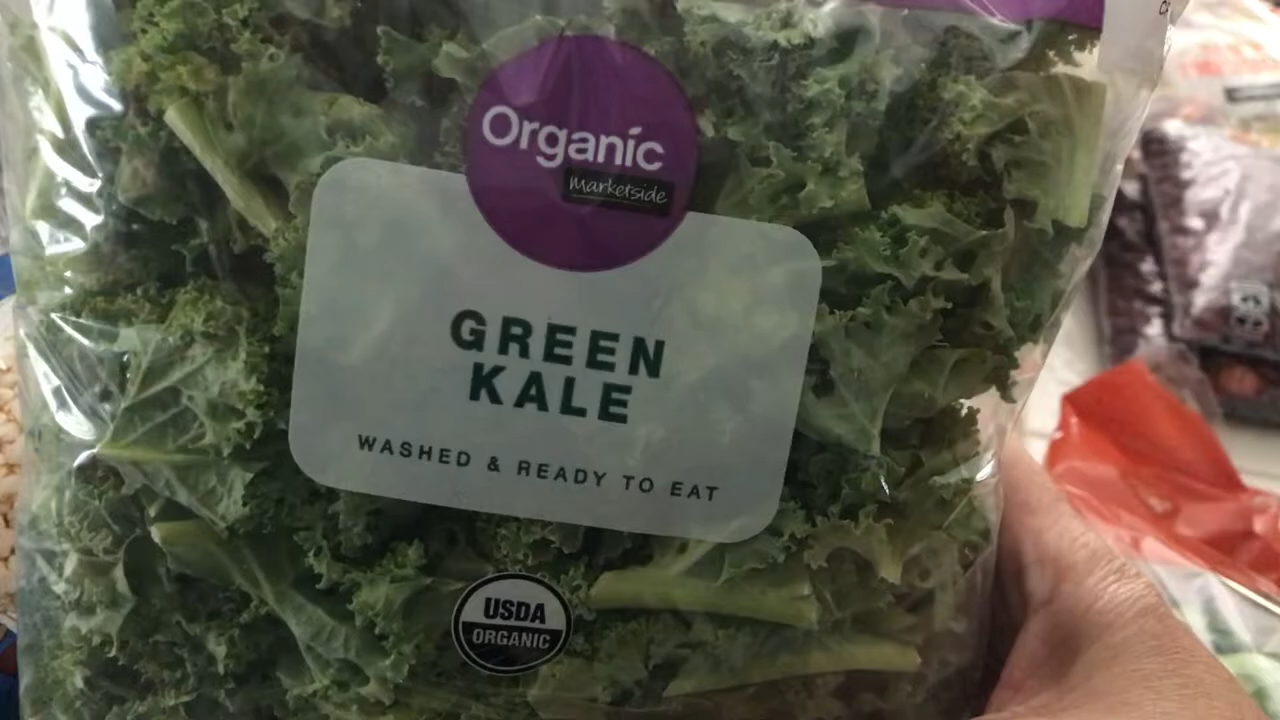 Organic
Marketside
GREEN
KALE
WASHED & READY TO EAT
USDA
ORGANIC